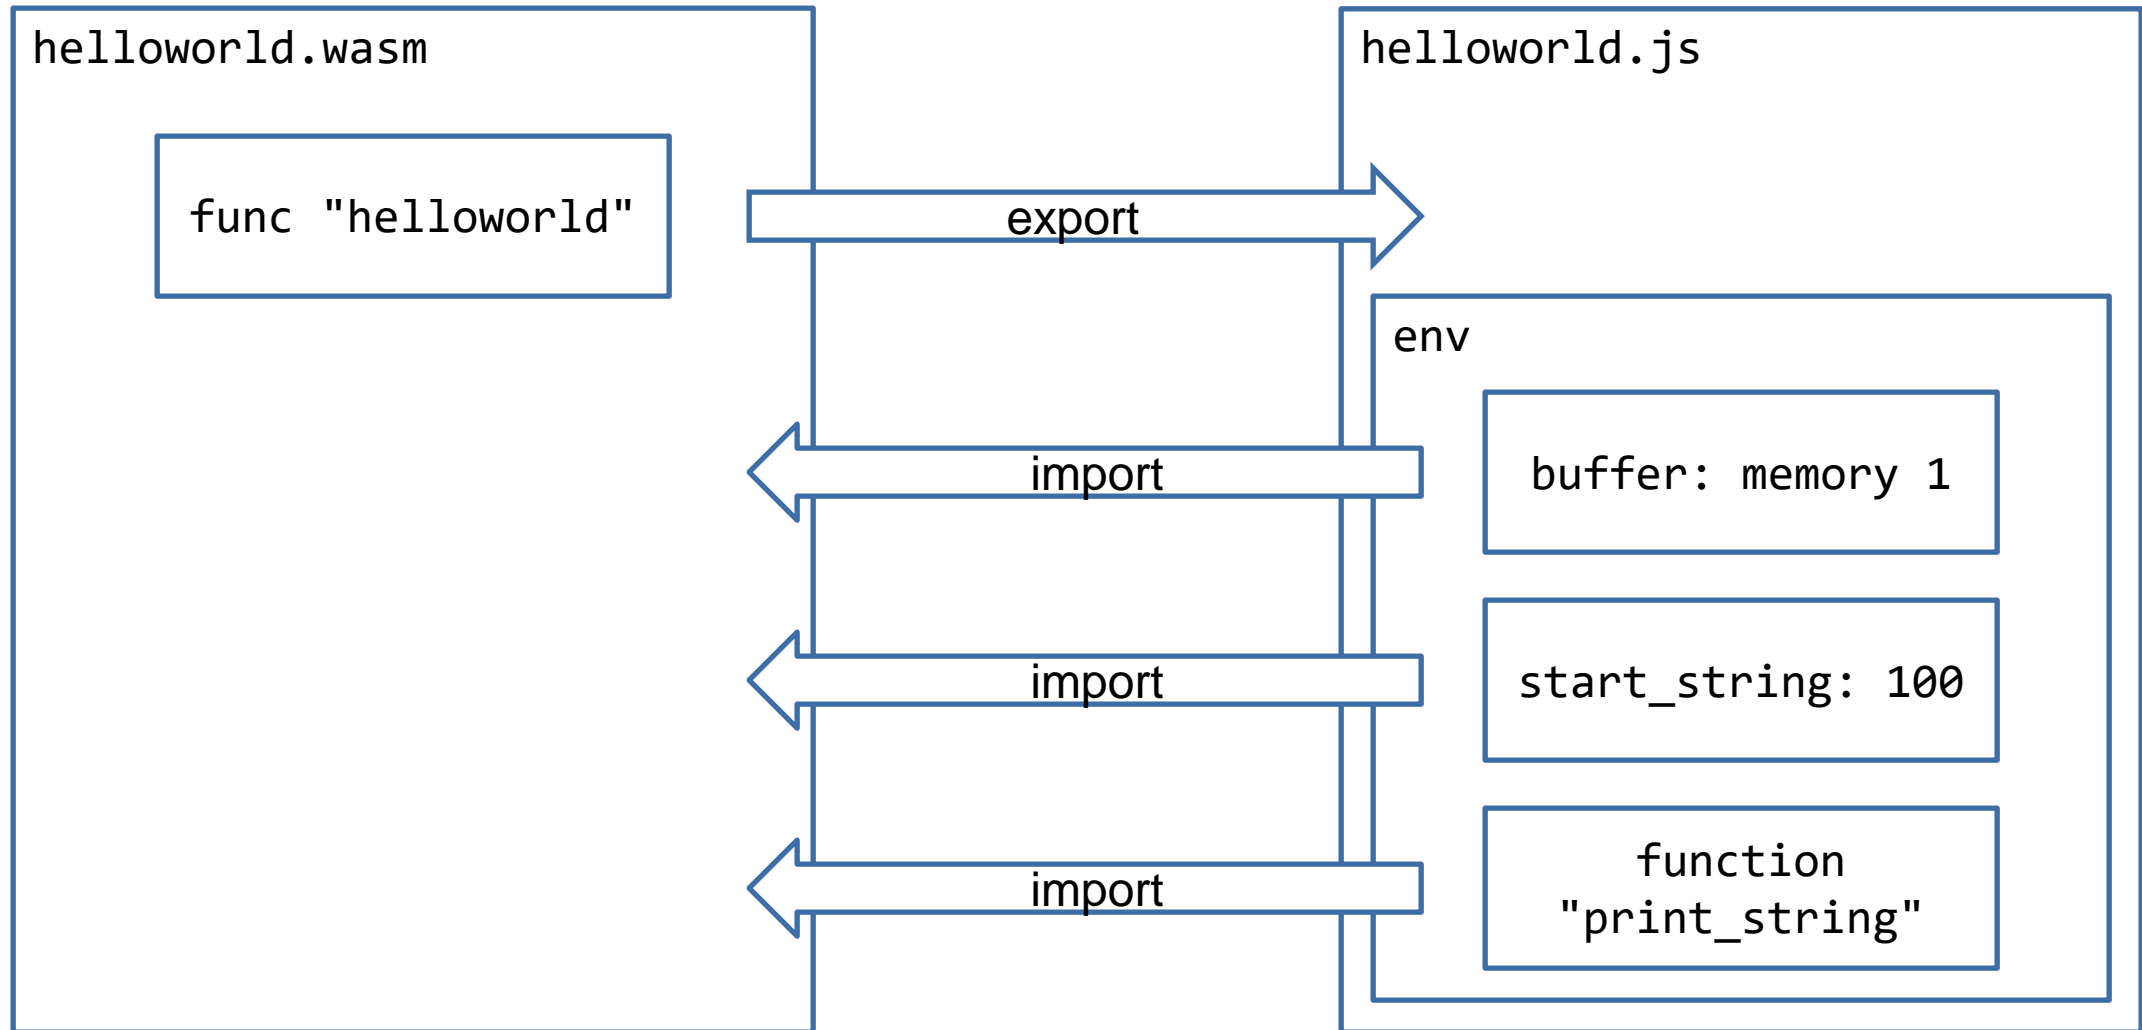 helloworld.wasm
func "helloworld"
export
import
import
import
helloworld.js
env
buffer: memory 1
start_string: 100
function
"print_string"